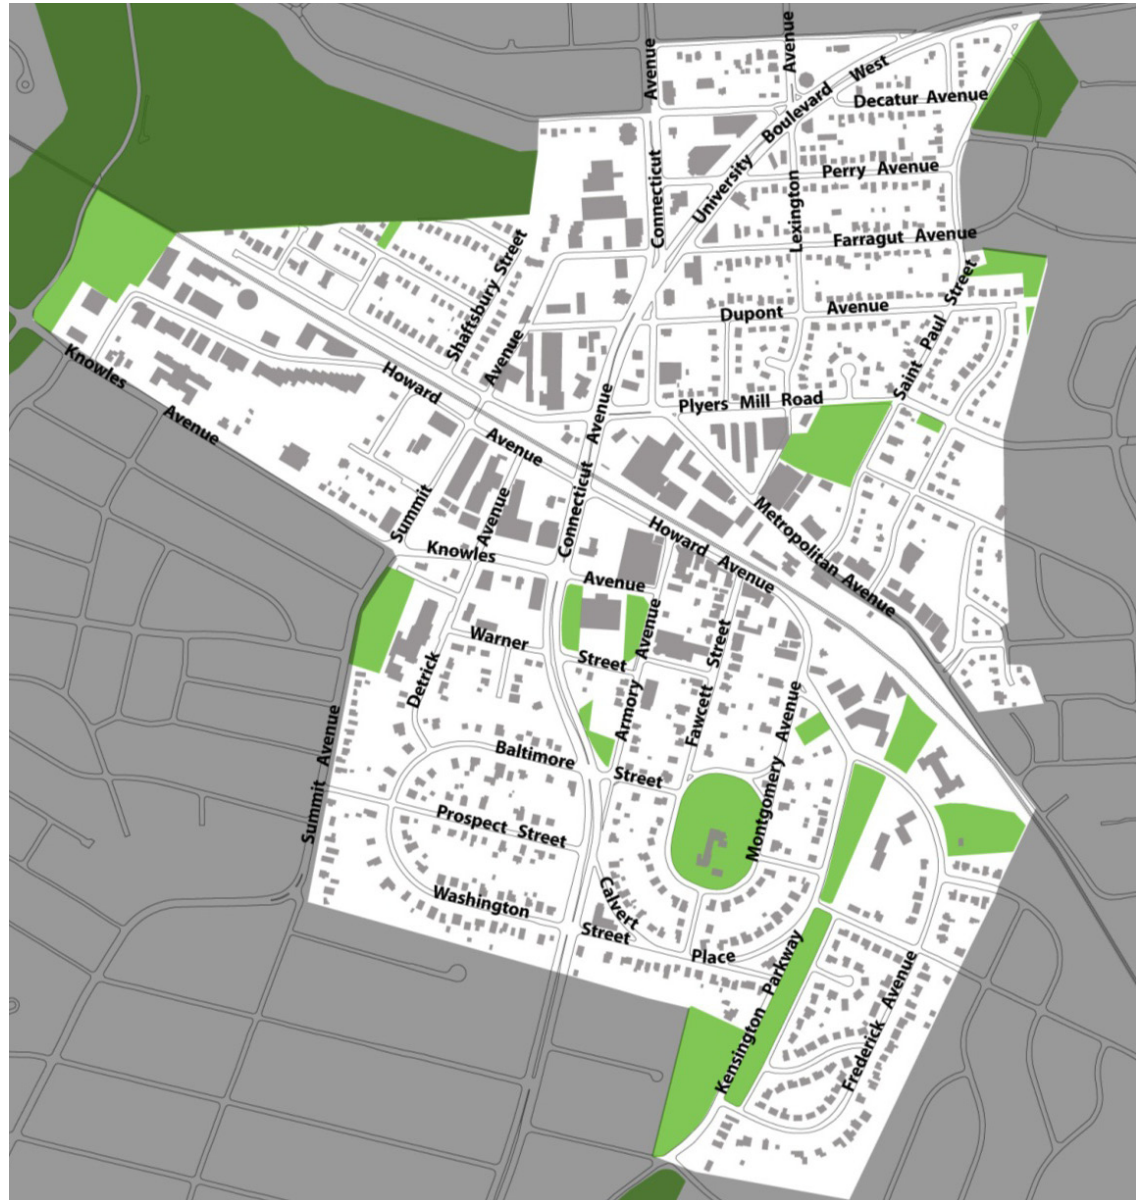 Avenue
Avenue
University Boulevard West
Decatur Avenue
Connecticut
Perry Avenue
Lexington
Farragut Avenue
Shaftsbury Street
Saint Paul Street
Dupont Avenue
Avenue
Knowles Avenue
Howard Avenue
Connecticut Avenue
Plyers Mill Road
Summit
Avenue
Metropolitan Avenue
Howard Avenue
Knowles Avenue
Warner Street
Detrick
Armory Avenue
Fawcett Street
Montgomery Avenue
Summit Avenue
Baltimore Street
Prospect Street
Washington Street
Calvert Place
Kensington Parkway
Frederick Avenue